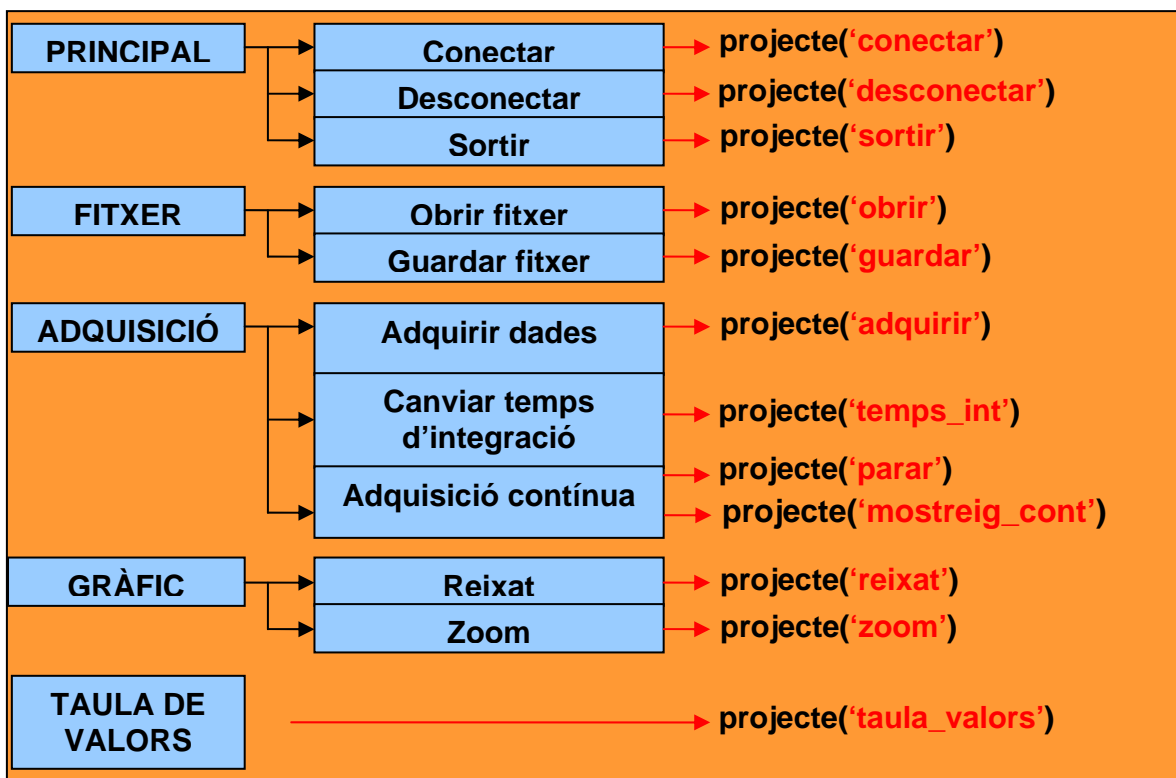 PRINCIPAL
Conectar
projecte(‘conectar’)
Desconectar
projecte(‘desconectar’)
Sortir
projecte(‘sortir’)
FITXER
Obrir fitxer
projecte(‘obrir’)
Guardar fitxer
projecte(‘guardar’)
ADQUISICIÓ
Adquirir dades
projecte(‘adquirir’)
Canviar temps
d’integració
projecte(‘temps_int’)
Adquisició contínua
projecte(‘parar’)
projecte(‘mostreig_cont’)
GRÀFIC
Reixat
projecte(‘reixat’)
Zoom
projecte(‘zoom’)
TAULA DE
VALORS
projecte(‘taula_valors’)